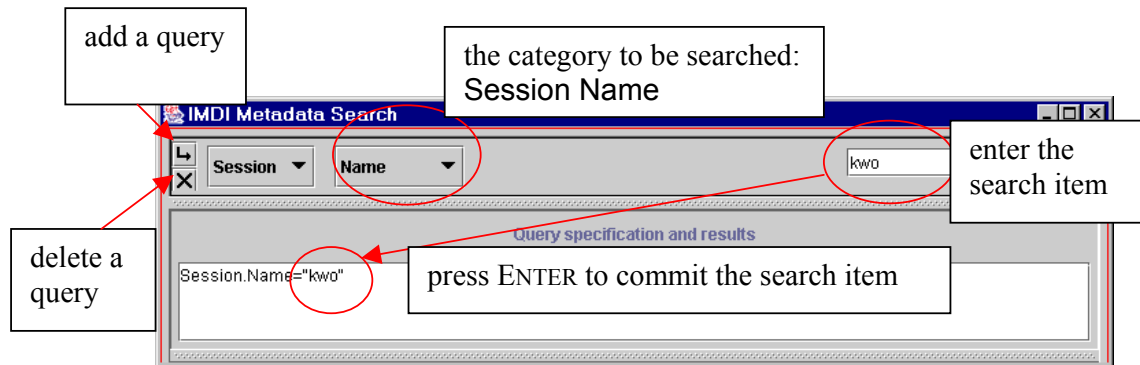 add a query
the category to be searched:
Session Name
IMDI Metadata Search
Session
Name
kwo
enter the
search item
Query specification and results
delete a
query
Session.Name="kwo"
press ENTER to commit the search item